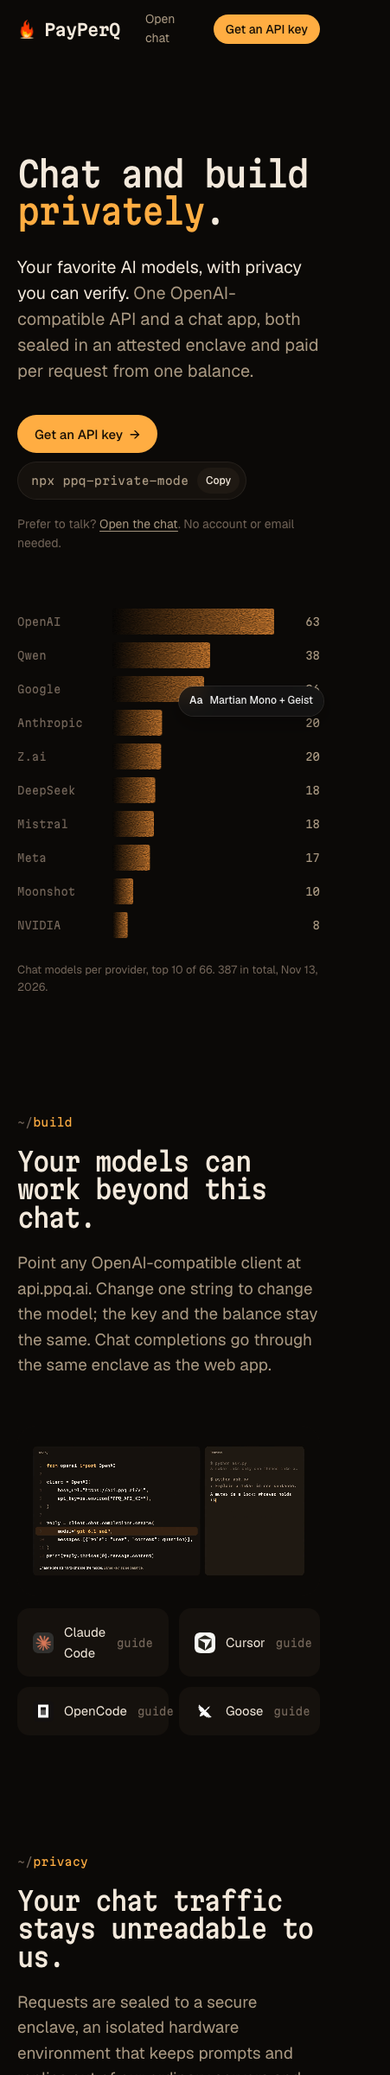 PayPerQ
Open
chat
Get an API key
Chat and build
privately.
Your favorite AI models, with privacy
you can verify. One OpenAI-
compatible API and a chat app, both
sealed in an attested enclave and paid
per request from one balance.
Get an API key →
npx ppq-private-mode Copy
Prefer to talk? Open the chat. No account or email
needed.
OpenAI 63
Qwen 38
Google
Aa Martian Mono + Geist
Anthropic 20
Z.ai 20
DeepSeek 18
Mistral 18
Meta 17
Moonshot 10
NVIDIA 8
Chat models per provider, top 10 of 66. 387 in total, Nov 13,
2026.
~/build
Your models can
work beyond this
chat.
Point any OpenAI-compatible client at
api.ppq.ai. Change one string to change
the model; the key and the balance stay
the same. Chat completions go through
the same enclave as the web app.
from openai import OpenAI
Claude
Code guide
Cursor guide
OpenCode guide
Goose guide
~/privacy
Your chat traffic
stays unreadable to
us.
Requests are sealed to a secure
enclave, an isolated hardware
environment that keeps prompts and